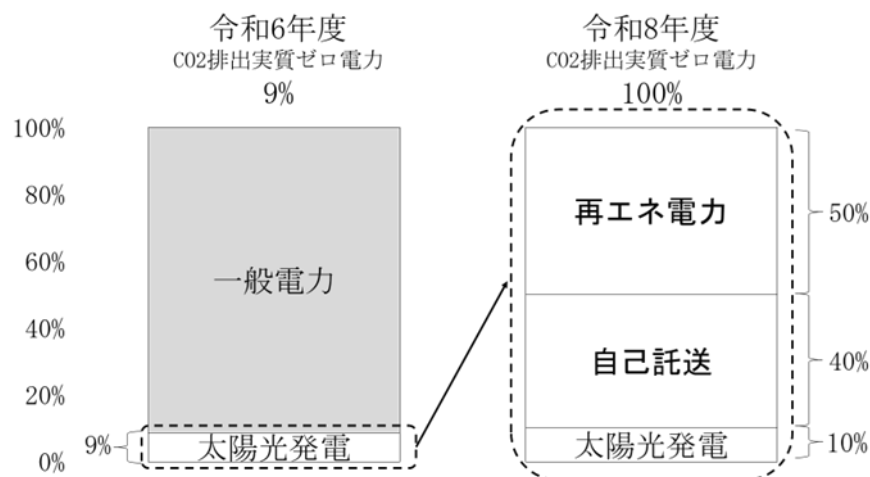 令和6年度
CO2排出実質ゼロ電力
9%
100%
80%
60%
40%
20%
0%
一般電力
9%
太陽光発電
令和8年度
CO2排出実質ゼロ電力
100%
再エネ電力
50%
自己託送
40%
太陽光発電
10%